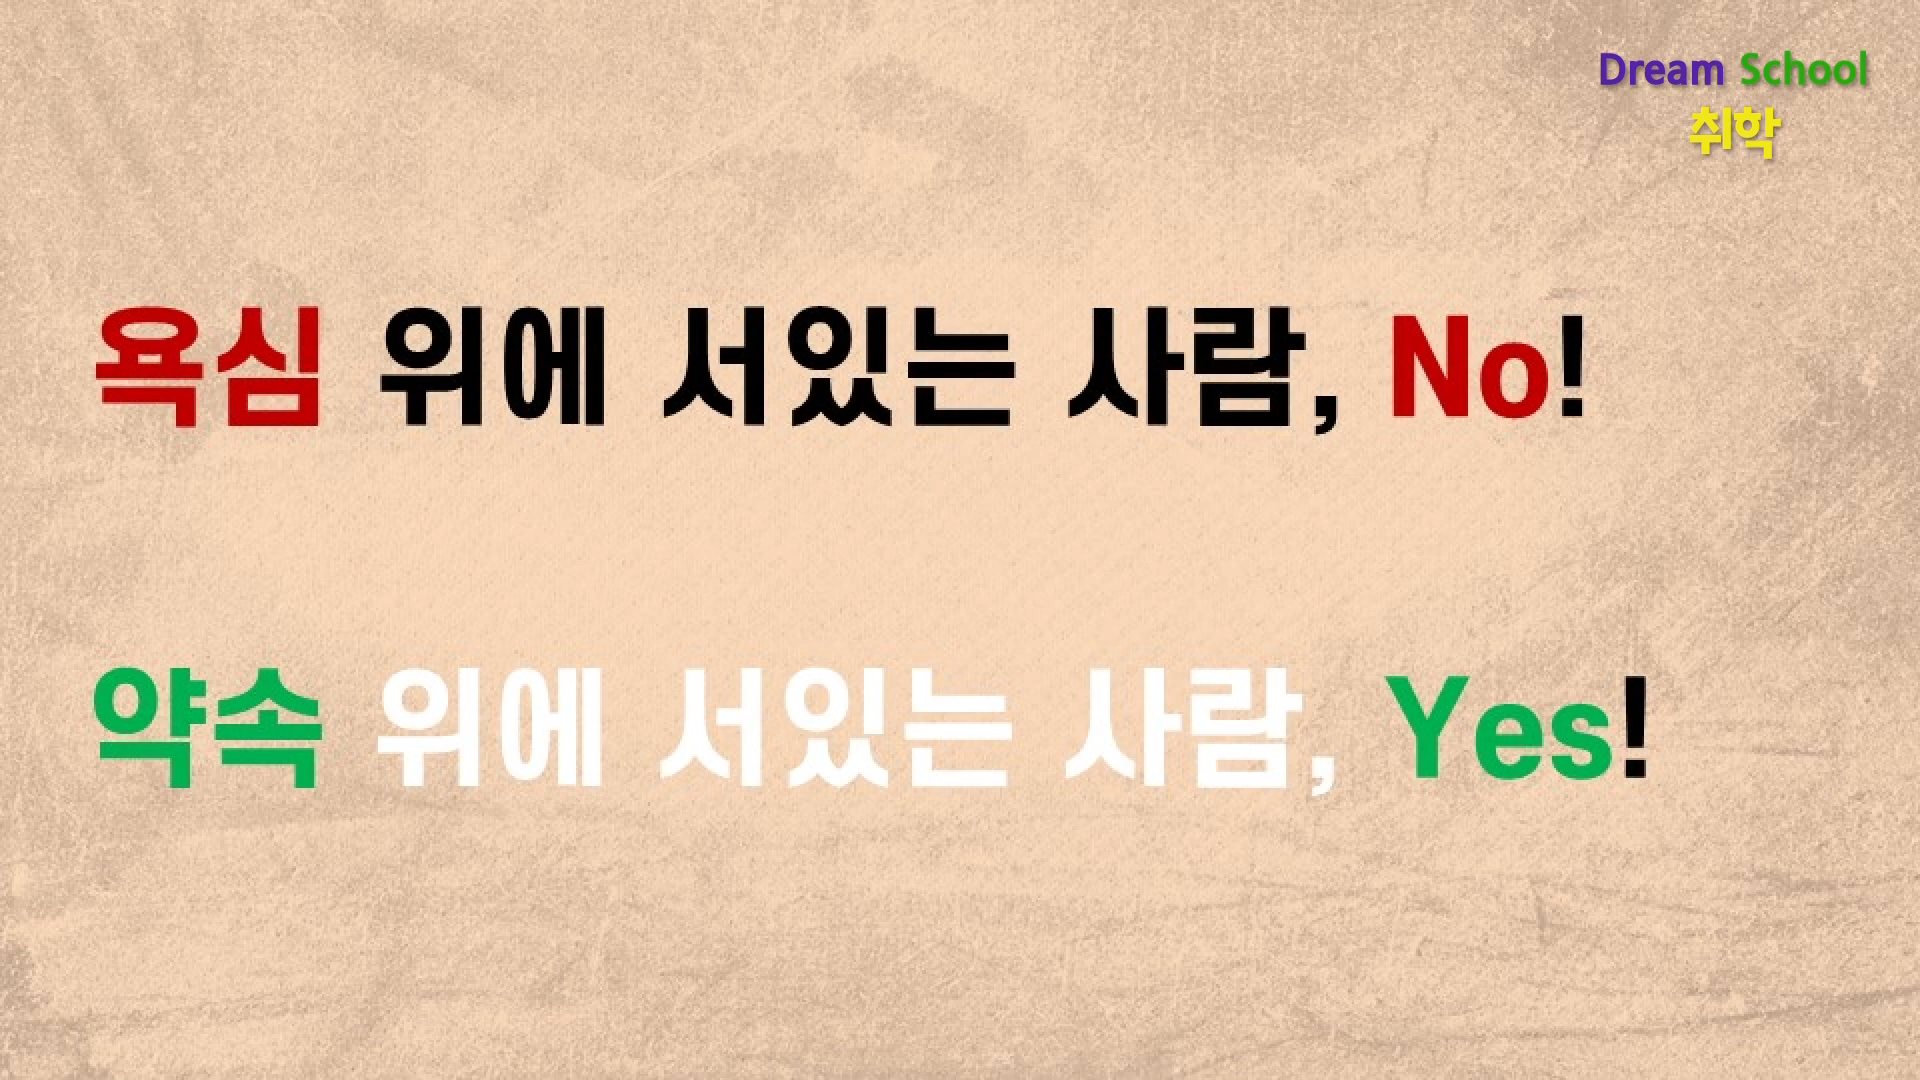 Dream School
취학
욕심 위에 서있는 사람, No!
약속 위에 서있는 사람, Yes!